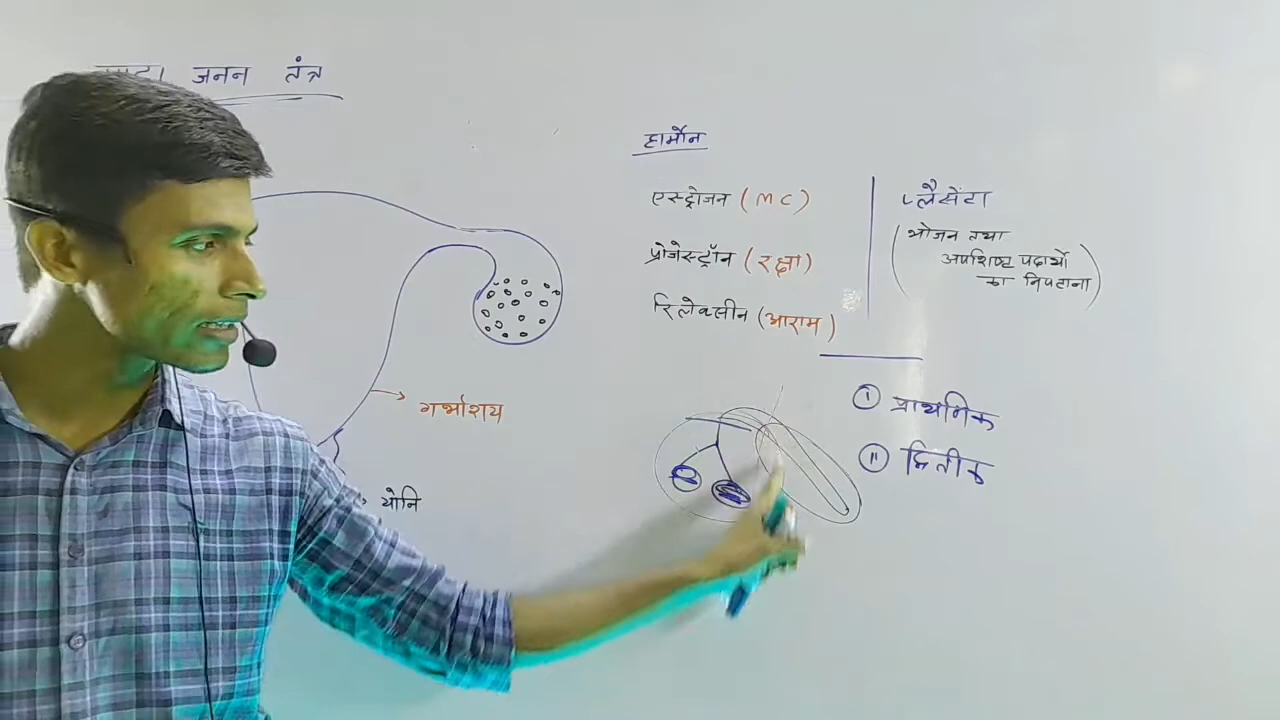 जनन तंत्र
हार्मोन
एस्ट्रोजन (MC)
प्रोजेस्ट्रॉन (रक्षा)
रिलेक्सीन (आराम)
प्लैसेंटा
(भोजन तथा
अपशिष्ट पदार्थो
का निपटाना)
गर्भाशय
योनि
① प्राथमिक
② द्वितीक